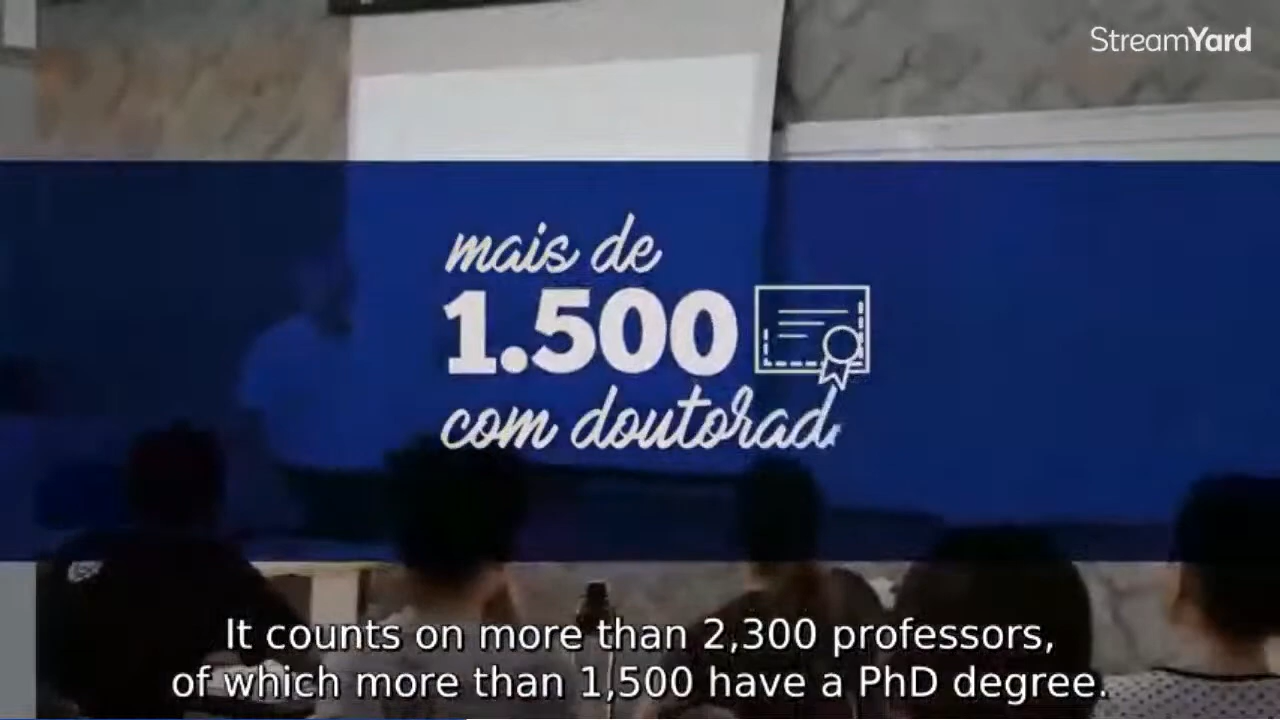 StreamYard
mais de
1.500
com doutorad
It counts on more than 2,300 professors,
of which more than 1,500 have a PhD degree.